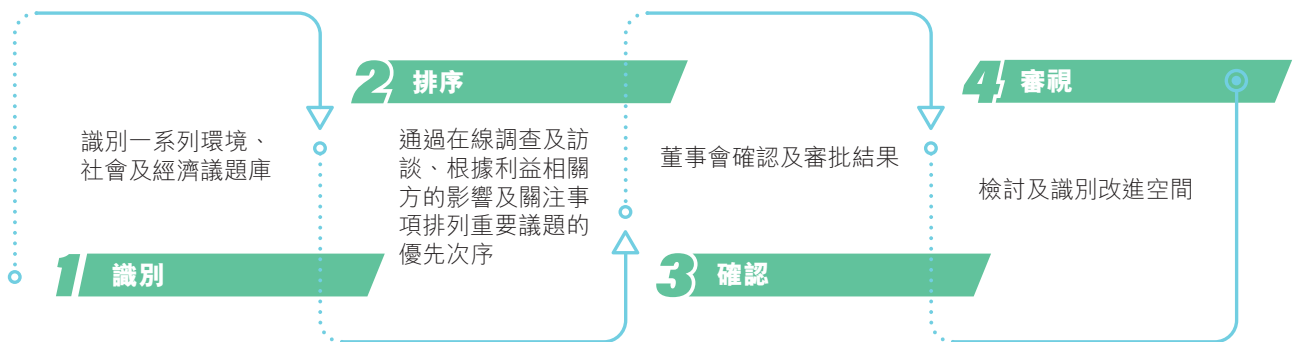 1 識別
識別一系列環境、
社會及經濟議題庫
2 排序
通過在線調查及訪
談、根據利益相關
方的影響及關注事
項排列重要議題的
優先次序
3 確認
董事會確認及審批結果
4 審視
檢討及識別改進空間